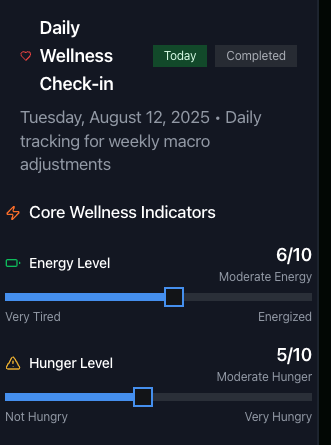 Daily
Wellness
Check-in
Today
Completed
Tuesday, August 12, 2025 • Daily
tracking for weekly macro
adjustments
Core Wellness Indicators
Energy Level
6/10
Moderate Energy
Very Tired
Energized
Hunger Level
5/10
Moderate Hunger
Not Hungry
Very Hungry